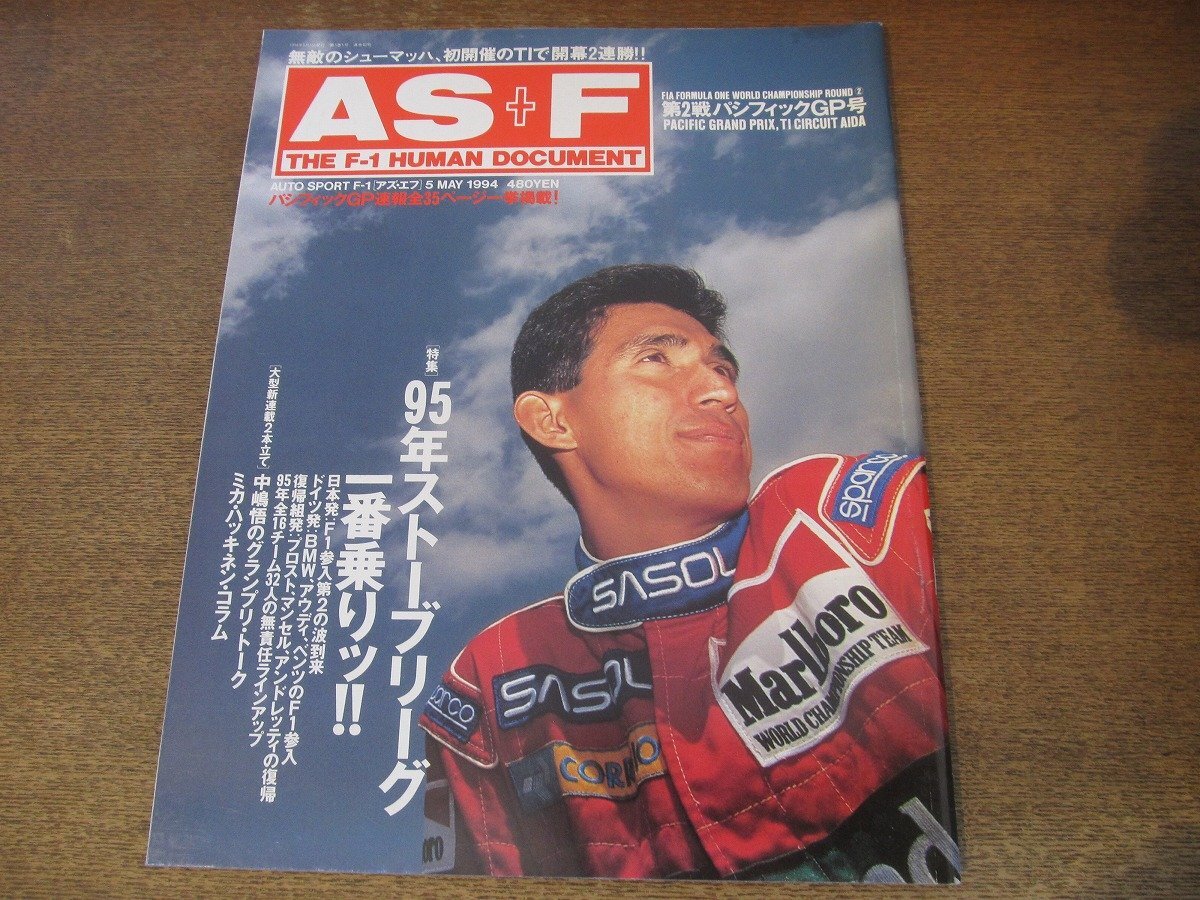 無敵のシューマッハ、初開催のTIで開幕2連勝!!
AS+F
THE F-1 HUMAN DOCUMENT
AUTO SPORT F-1 [アズ・エフ] 5 MAY 1994 480YEN
パシフィックGP速報全35ページ一挙掲載!
FIA FORMULA ONE WORLD CHAMPIONSHIP ROUND ②
第2戦パシフィックGP号
PACIFIC GRAND PRIX, TI CIRCUIT AIDA
[特集]
95年ストーブリーグ
一番乗りッ!!
日本発:F1参入第2の波到来
ドイツ発:BMW、アウディ、ベンツのF1参入
復帰組発:プロスト、マンセル、アンドレッティの復帰
95年全16チーム32人の無責任ラインアップ
[大型新連載2本立て]
中嶋悟のグランプリ・トーク
ミカ・ハッキネン・コラム
sparco
SASOL
Marlboro
WORLD CHAMPIONSHIP TEAM
sparco
SASOL
COR
oro